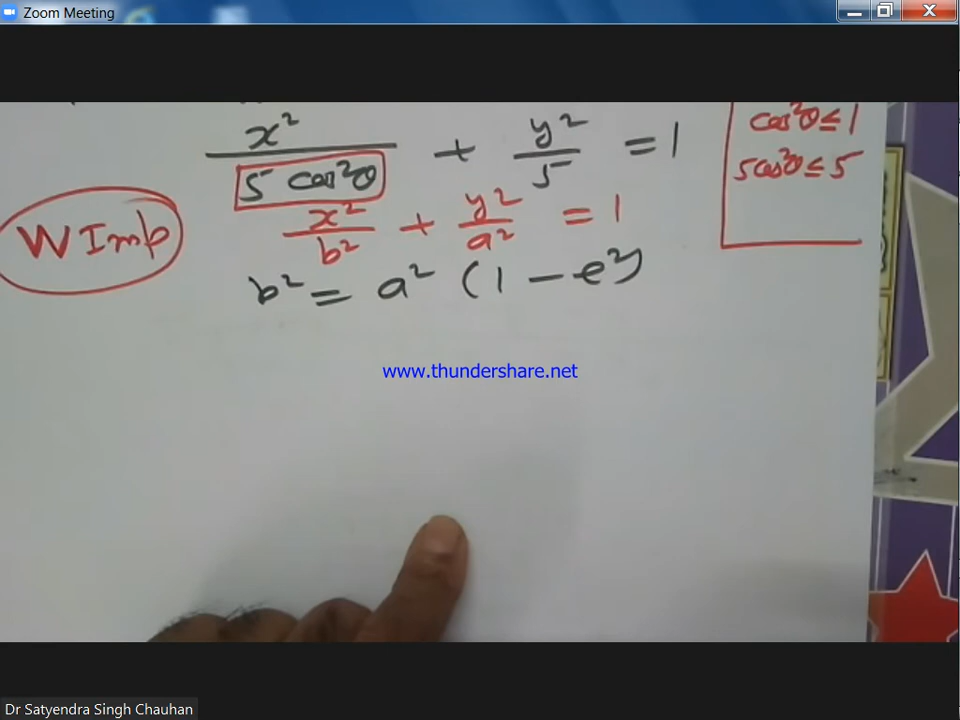 Zoom Meeting
x²/(5 cos²θ) + y²/5 = 1
cos²θ ≤ 1
5cos²θ ≤ 5
WImp
x²/b² + y²/a² = 1
b² = a² (1 - e²)
www.thundershare.net
Dr Satyendra Singh Chauhan